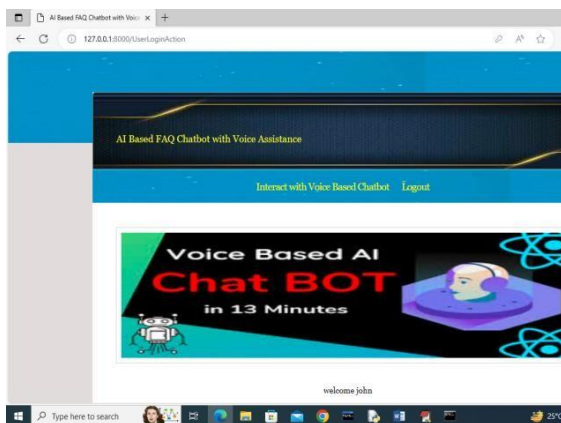 AI Based FAQ Chatbot with Voic
127.0.0.1:8000/UserLoginAction
AI Based FAQ Chatbot with Voice Assistance
Interact with Voice Based Chatbot Logout
Voice Based AI
Chat BOT
in 13 Minutes
welcome john
Type here to search
25°C